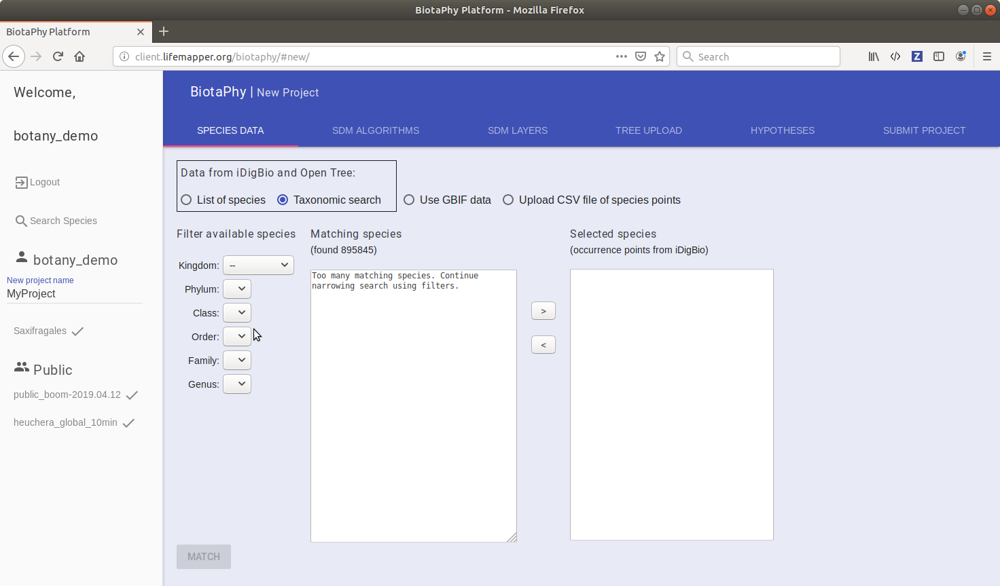 BiotaPhy Platform - Mozilla Firefox
BiotaPhy Platform
client.lifemapper.org/biotaphy/#new/
Search
Welcome,
botany_demo
Logout
Search Species
botany_demo
New project name
MyProject
Saxifragales
Public
public_boom-2019.04.12
heuchera_global_10min
BiotaPhy | New Project
SPECIES DATA
SDM ALGORITHMS
SDM LAYERS
TREE UPLOAD
HYPOTHESES
SUBMIT PROJECT
Data from iDigBio and Open Tree:
List of species
Taxonomic search
Use GBIF data
Upload CSV file of species points
Filter available species
Kingdom: --
Phylum:
Class:
Order:
Family:
Genus:
MATCH
Matching species
(found 895845)
Too many matching species. Continue
narrowing search using filters.
>
<
Selected species
(occurrence points from iDigBio)